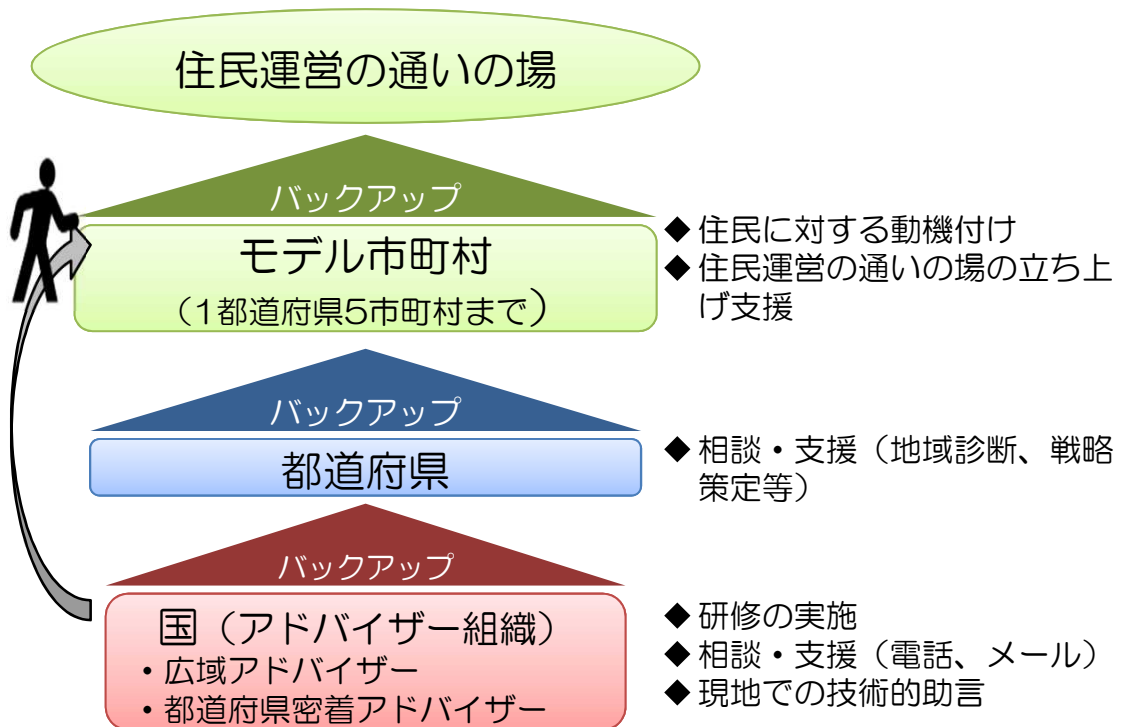 住民運営の通いの場
バックアップ
モデル市町村
（1都道府県5市町村まで）
◆ 住民に対する動機付け
◆ 住民運営の通いの場の立ち上
げ支援
バックアップ
都道府県
◆ 相談・支援（地域診断、戦略
策定等）
バックアップ
国（アドバイザー組織）
・広域アドバイザー
・都道府県密着アドバイザー
◆ 研修の実施
◆ 相談・支援（電話、メール）
◆ 現地での技術的助言